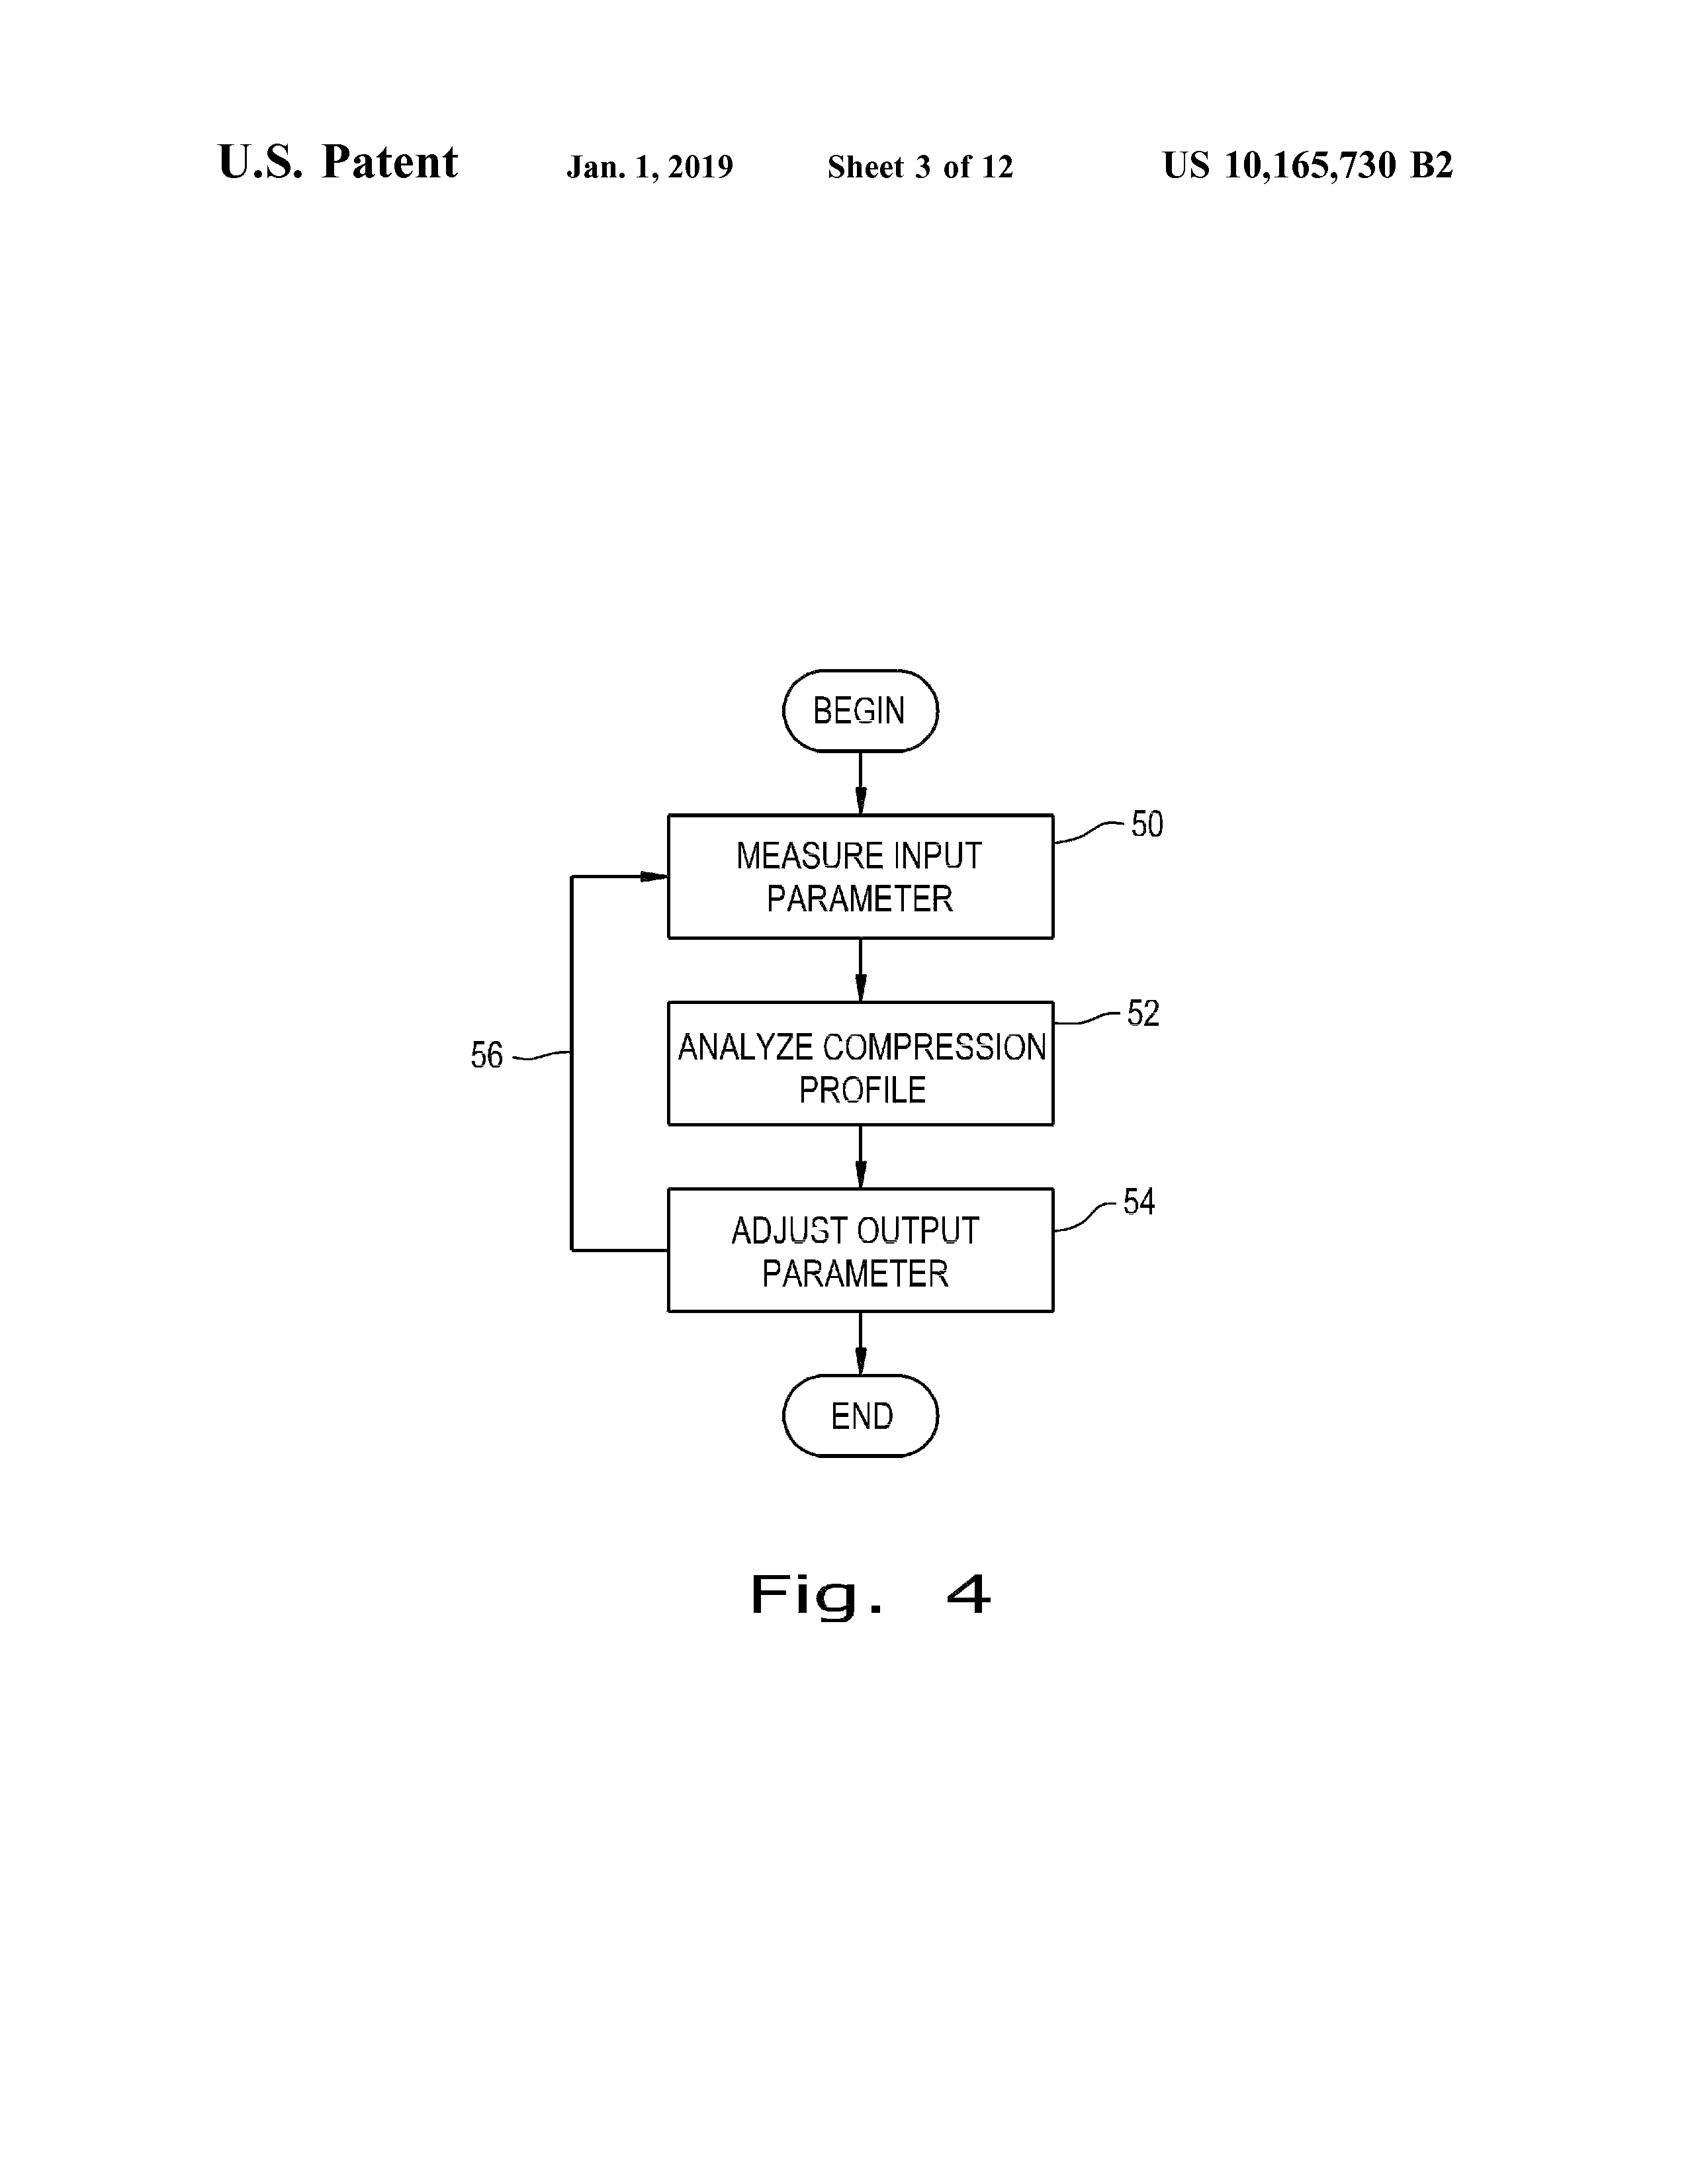 U.S. Patent Jan. 1, 2019 Sheet 3 of 12 US 10,165,730 B2
BEGIN
50
MEASURE INPUT
PARAMETER
52
ANALYZE COMPRESSION
PROFILE
56
54
ADJUST OUTPUT
PARAMETER
END
Fig. 4